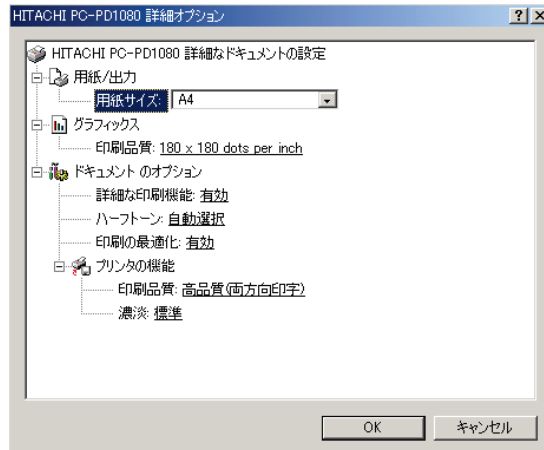 HITACHI PC-PD1080 詳細オプション
HITACHI PC-PD1080 詳細なドキュメントの設定
用紙/出力
用紙サイズ: A4
グラフィックス
印刷品質: 180 x 180 dots per inch
ドキュメント のオプション
詳細な印刷機能: 有効
ハーフトーン: 自動選択
印刷の最適化: 有効
プリンタの機能
印刷品質: 高品質(両方向印字)
濃淡: 標準
OK キャンセル